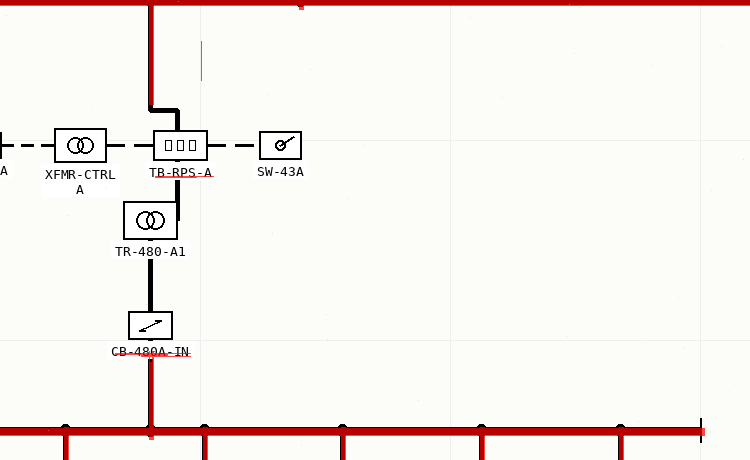 A
XFMR-CTRL
A
TB-RPS-A
SW-43A
TR-480-A1
CB-480A-IN